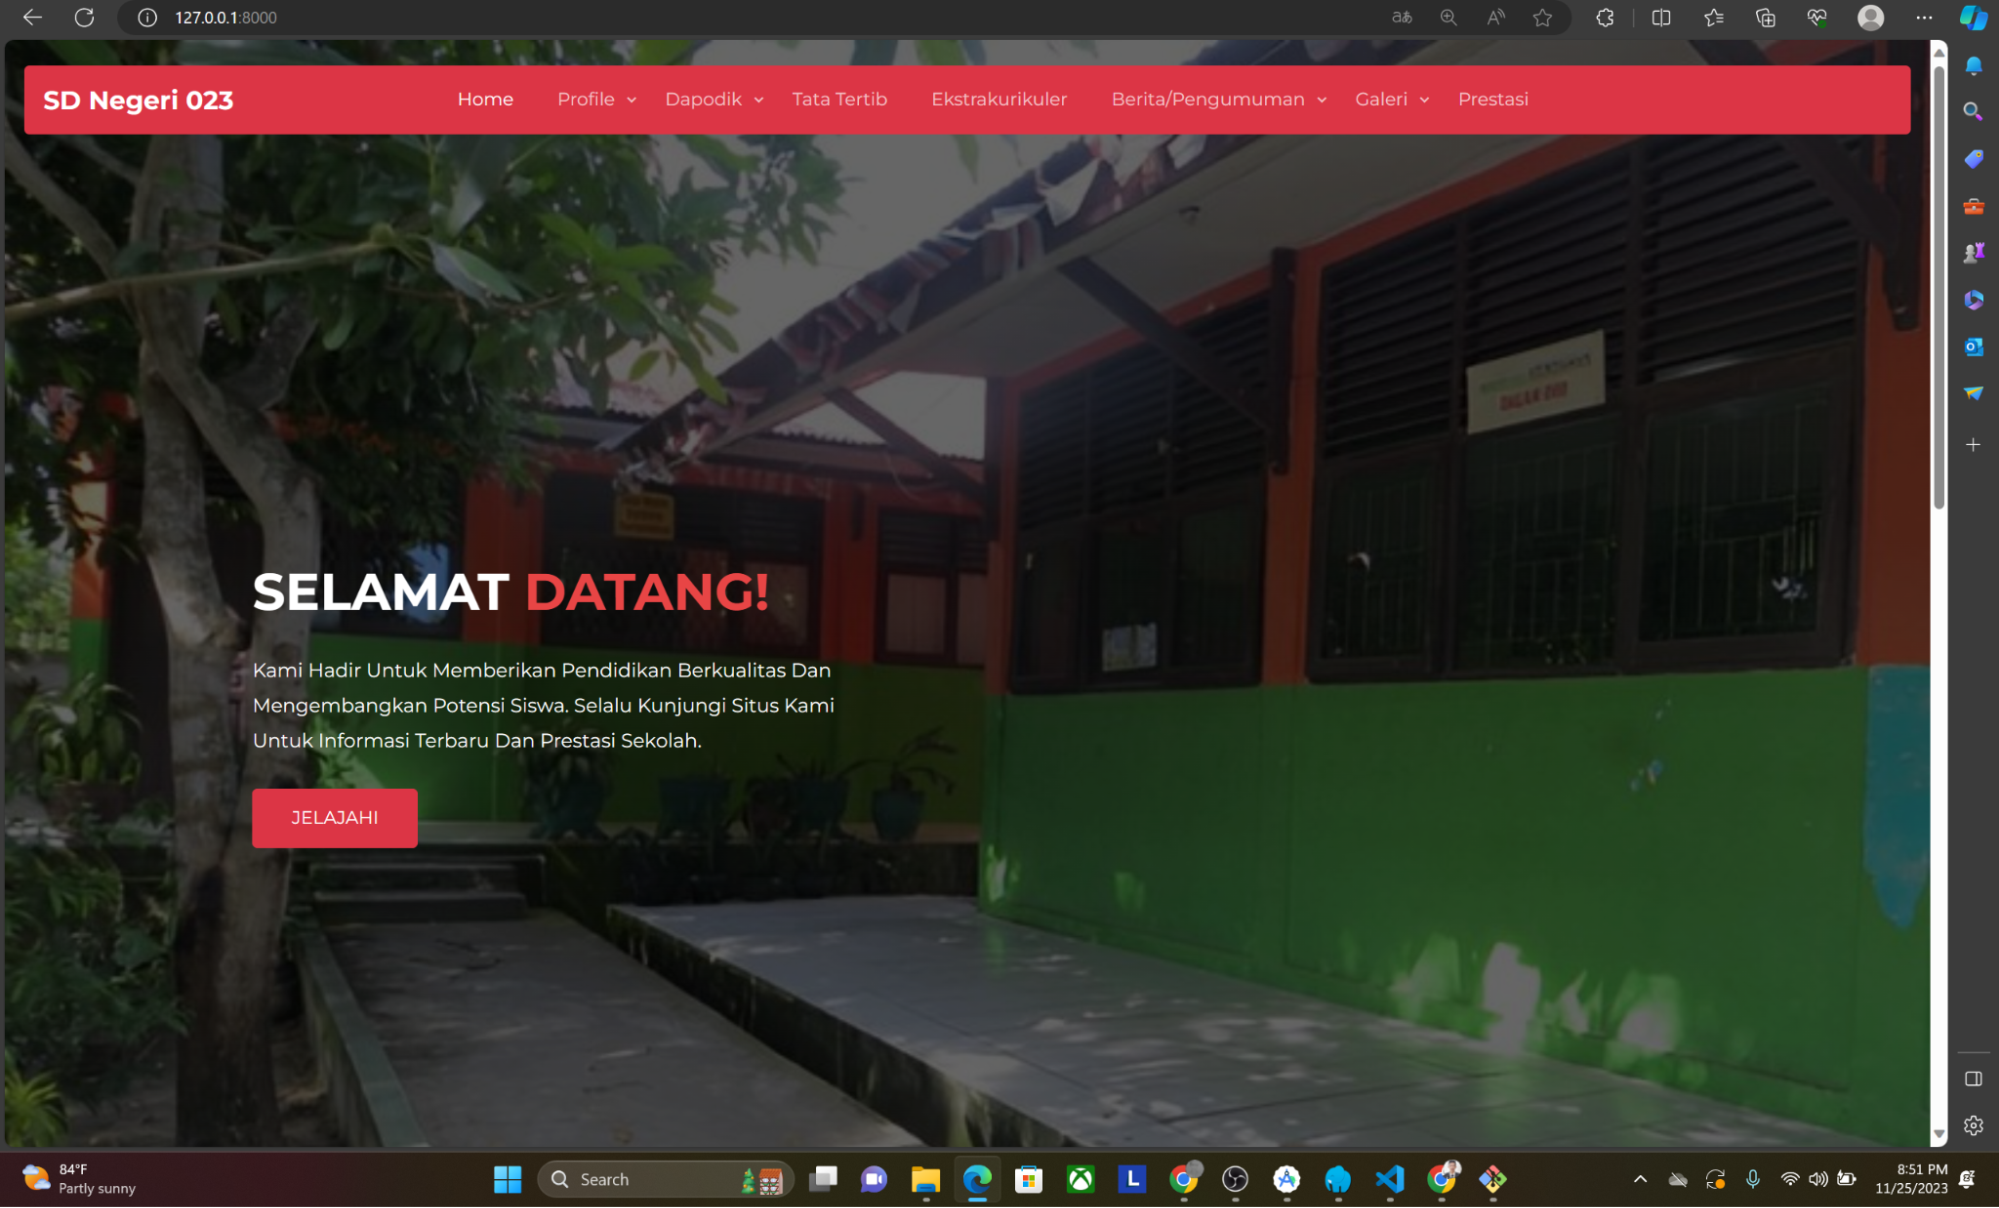 127.0.0.1:8000
SD Negeri 023
Home Profile Dapodik Tata Tertib Ekstrakurikuler Berita/Pengumuman Galeri Prestasi
SELAMAT DATANG!
Kami Hadir Untuk Memberikan Pendidikan Berkualitas Dan
Mengembangkan Potensi Siswa. Selalu Kunjungi Situs Kami
Untuk Informasi Terbaru Dan Prestasi Sekolah.
JELAJAHI
84°F
Partly sunny
Search
L
8:51 PM
11/25/2023